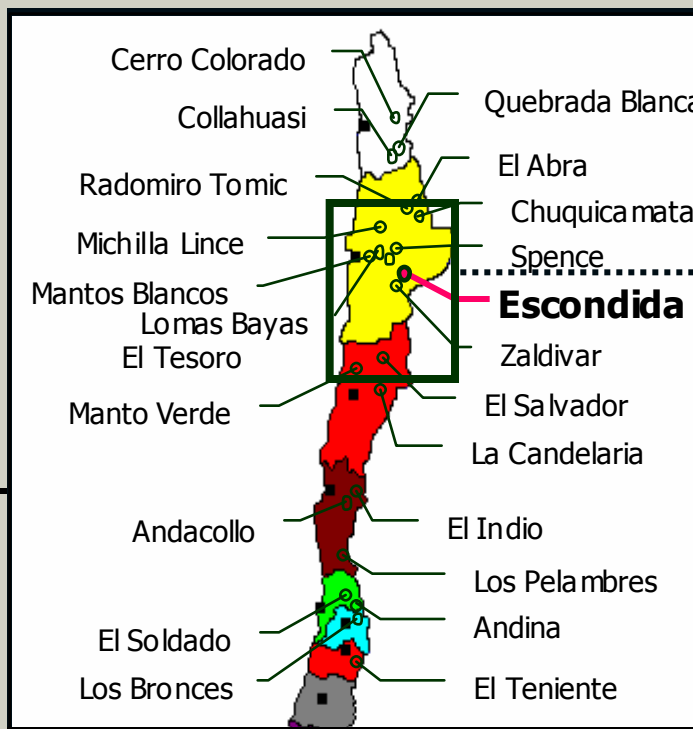 Cerro Colorado
Quebrada Blanca
Collahuasi
El Abra
Radomiro Tomic
Chuquicamata
Michilla Lince
Spence
Mantos Blancos
Escondida
Lomas Bayas
El Tesoro
Zaldivar
Manto Verde
El Salvador
La Candelaria
Andacollo
El Indio
Los Pelambres
El Soldado
Andina
Los Bronces
El Teniente